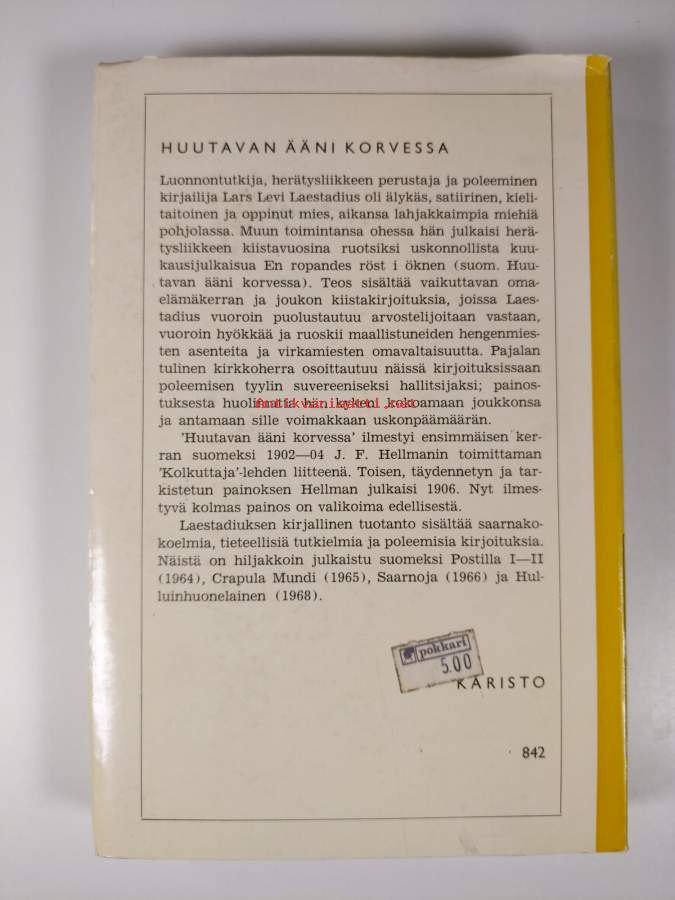 HUUTAVAN ÄÄNI KORVESSA
Luonnontutkija, herätysliikkeen perustaja ja poleeminen
kirjailija Lars Levi Laestadius oli älykäs, satiirinen, kieli-
taitoinen ja oppinut mies, aikansa lahjakkaimpia miehiä
pohjolassa. Muun toimintansa ohessa hän julkaisi herä-
tysliikkeen kiistavuosina ruotsiksi uskonnollista kuu-
kausijulkaisua En ropandes röst i öknen (suom. Huu-
tavan ääni korvessa). Teos sisältää vaikuttavan oma-
elämäkerran ja joukon kiistakirjoituksia, joissa Laes-
tadius vuoroin puolustautuu arvostelijoitaan vastaan,
vuoroin hyökkää ja ruoskii maallistuneiden hengenmies-
ten asenteita ja virkamiesten omavaltaisuutta. Pajalan
tulinen kirkkoherra osoittautuu näissä kirjoituksissaan
poleemisen tyylin suvereeniseksi hallitsijaksi; painos-
tuksesta huolimatta hän kykeni kokoamaan joukkonsa
antikvariaatti.net
ja antamaan sille voimakkaan uskonpäämäärän.
'Huutavan ääni korvessa' ilmestyi ensimmäisen ker-
ran suomeksi 1902—04 J. F. Hellmanin toimittaman
'Kolkuttaja'-lehden liitteenä. Toisen, täydennetyn ja tar-
kistetun painoksen Hellman julkaisi 1906. Nyt ilmes-
tyvä kolmas painos on valikoima edellisestä.
Laestadiuksen kirjallinen tuotanto sisältää saarnako-
koelmia, tieteellisiä tutkielmia ja poleemisia kirjoituksia.
Näistä on hiljakkoin julkaistu suomeksi Postilla I—II
(1964), Crapula Mundi (1965), Saarnoja (1966) ja Hul-
luinhuonelainen (1968).
pokkari
5.00
KARISTO
842